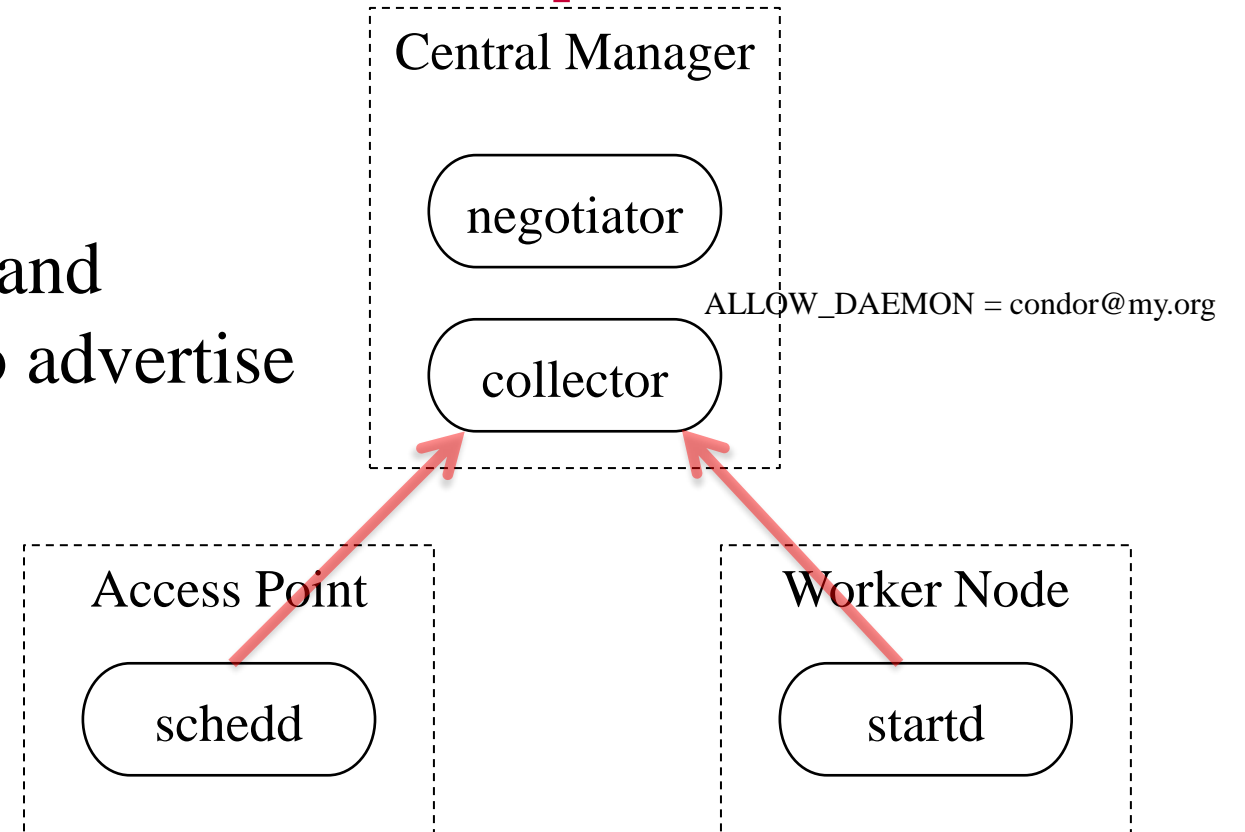 Central Manager
negotiator
and
ALLOW_DAEMON = condor@my.org
advertise
collector
Access Point
Worker Node
schedd
startd